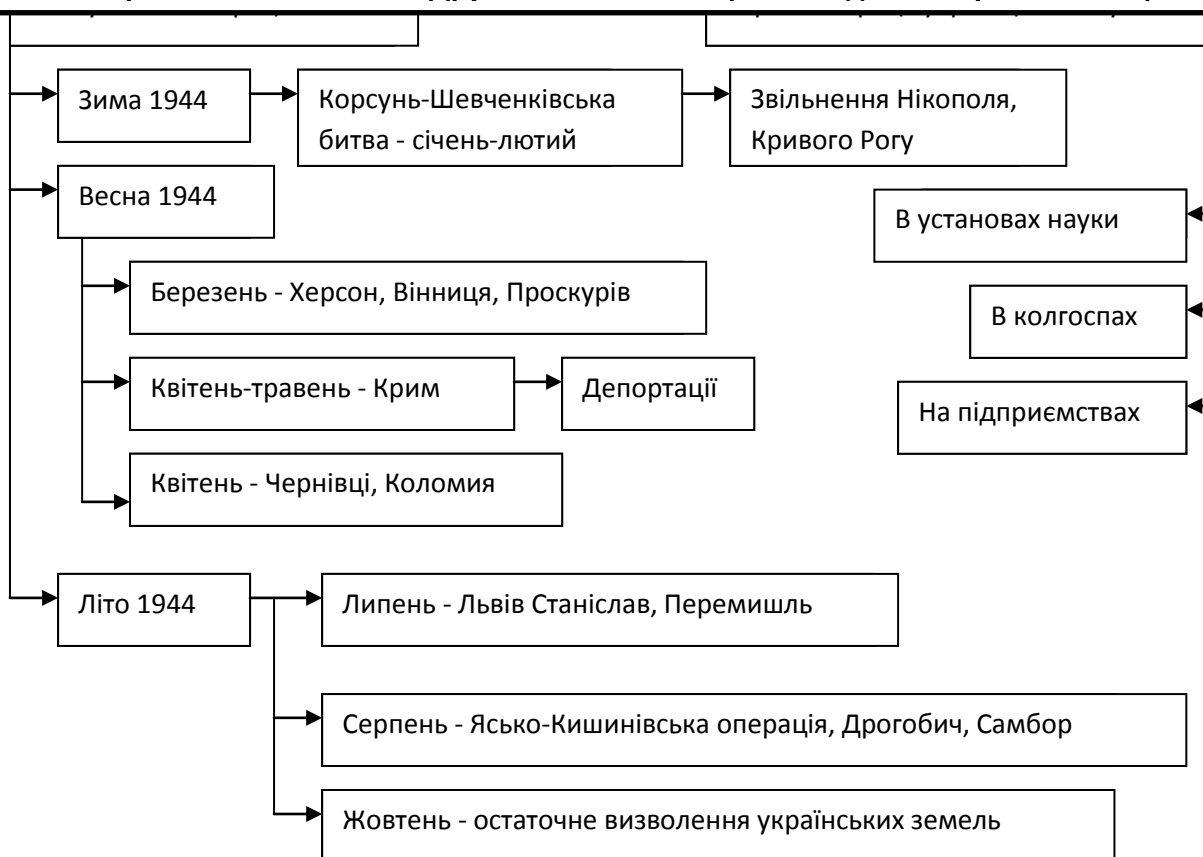 Зима 1944
Корсунь-Шевченківська
битва - січень-лютий
Звільнення Нікополя,
Кривого Рогу
Весна 1944
В установах науки
Березень - Херсон, Вінниця, Проскурів
В колгоспах
Квітень-травень - Крим
Депортації
На підприємствах
Квітень - Чернівці, Коломия
Літо 1944
Липень - Львів Станіслав, Перемишль
Серпень - Ясько-Кишинівська операція, Дрогобич, Самбор
Жовтень - остаточне визволення українських земель